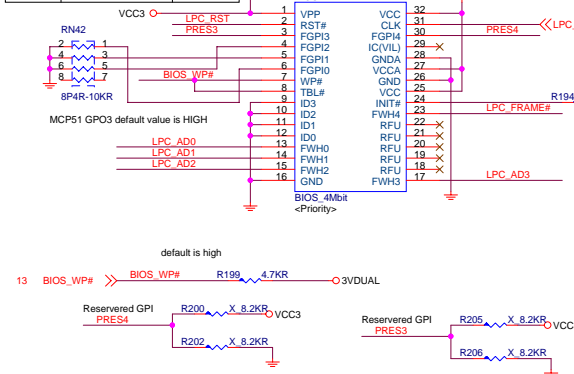 VCC3
LPC_RST
PRES3
RN42
2 1
4 3
6 5
8 7
8P4R-10KR
BIOS_WP#
MCP51 GPO3 default value is HIGH
LPC_AD0
LPC_AD1
LPC_AD2
1 VPP VCC 32
2 RST# CLK 31
3 FGPI3 FGPI4 30 PRES4
4 FGPI2 IC(VIL) 29
5 FGPI1 GNDA 28
6 FGPI0 VCCA 27
7 WP# GND 26
8 TBL# VCC 25
9 ID3 INIT# 24 R194
10 ID2 FWH4 23 LPC_FRAME#
11 ID1 RFU 22
12 ID0 RFU 21
13 FWH0 RFU 20
14 FWH1 RFU 19
15 FWH2 RFU 18
16 GND FWH3 17 LPC_AD3
LPC_
BIOS_4Mbit
<Priority>
default is high
13 BIOS_WP# BIOS_WP# R199 4.7KR 3VDUAL
Reservered GPI
PRES4
R200 X_8.2KR VCC3
R202 X_8.2KR
Reservered GPI
PRES3
R205 X_8.2KR VCC
R206 X_8.2KR